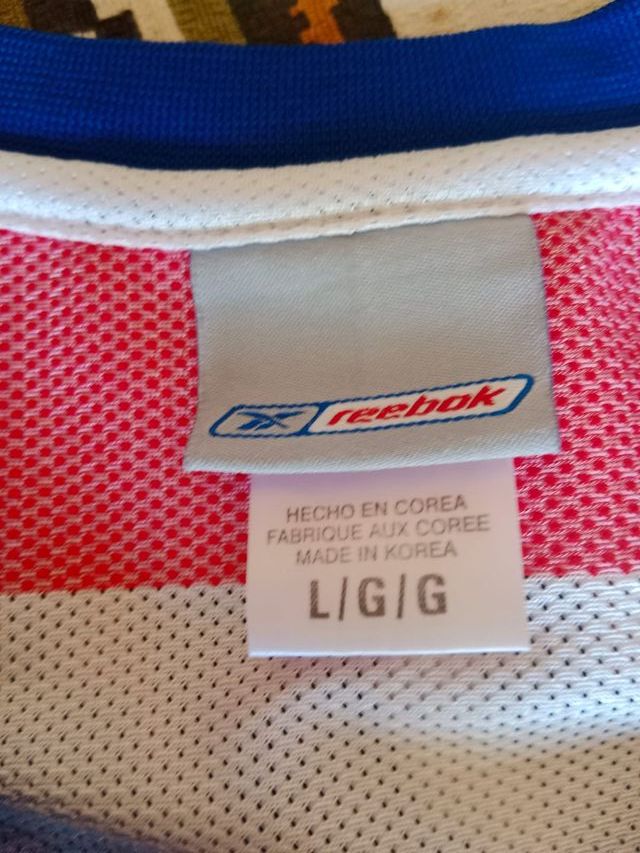 reebok
HECHO EN COREA
FABRIQUE AUX COREE
MADE IN KOREA
L/G/G